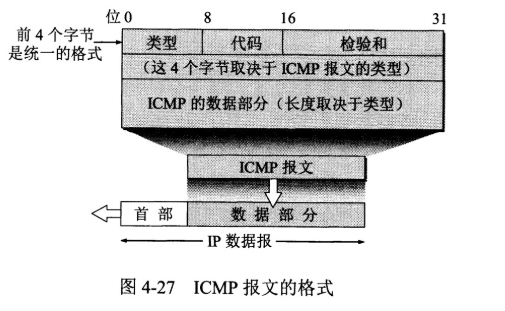 位 0 8 16 31
前 4 个字节
是统一的格式
类型 代码 检验和
（这 4 个字节取决于 ICMP 报文的类型）
ICMP 的数据部分（长度取决于类型）
ICMP 报文
首 部 数 据 部 分
IP 数据报
图 4-27 ICMP 报文的格式